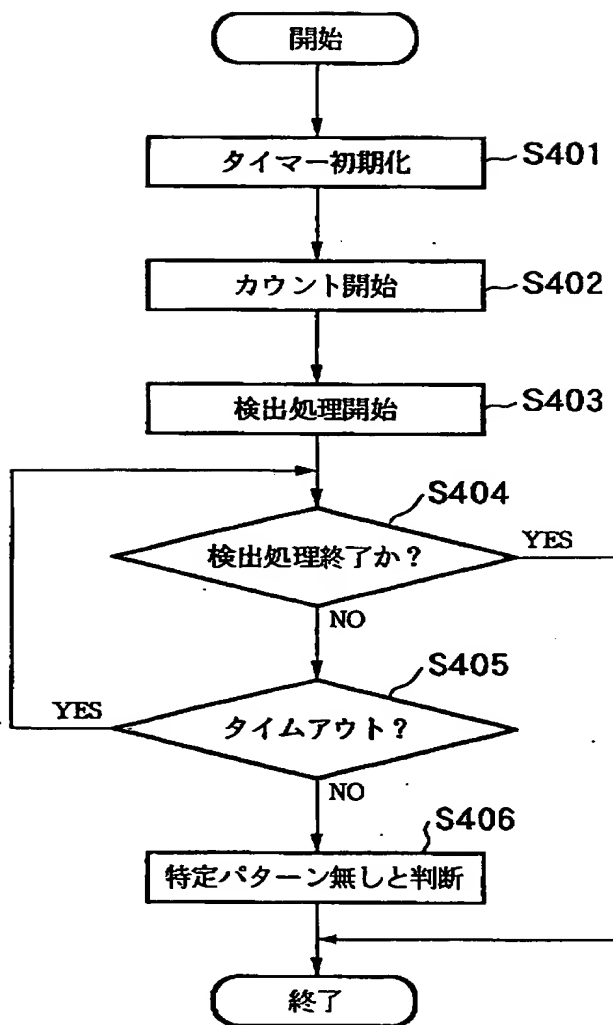 開始
タイマー初期化
S401
カウント開始
S402
検出処理開始
S403
S404
検出処理終了か？
YES
NO
S405
YES
タイムアウト？
NO
S406
特定パターン無しと判断
終了